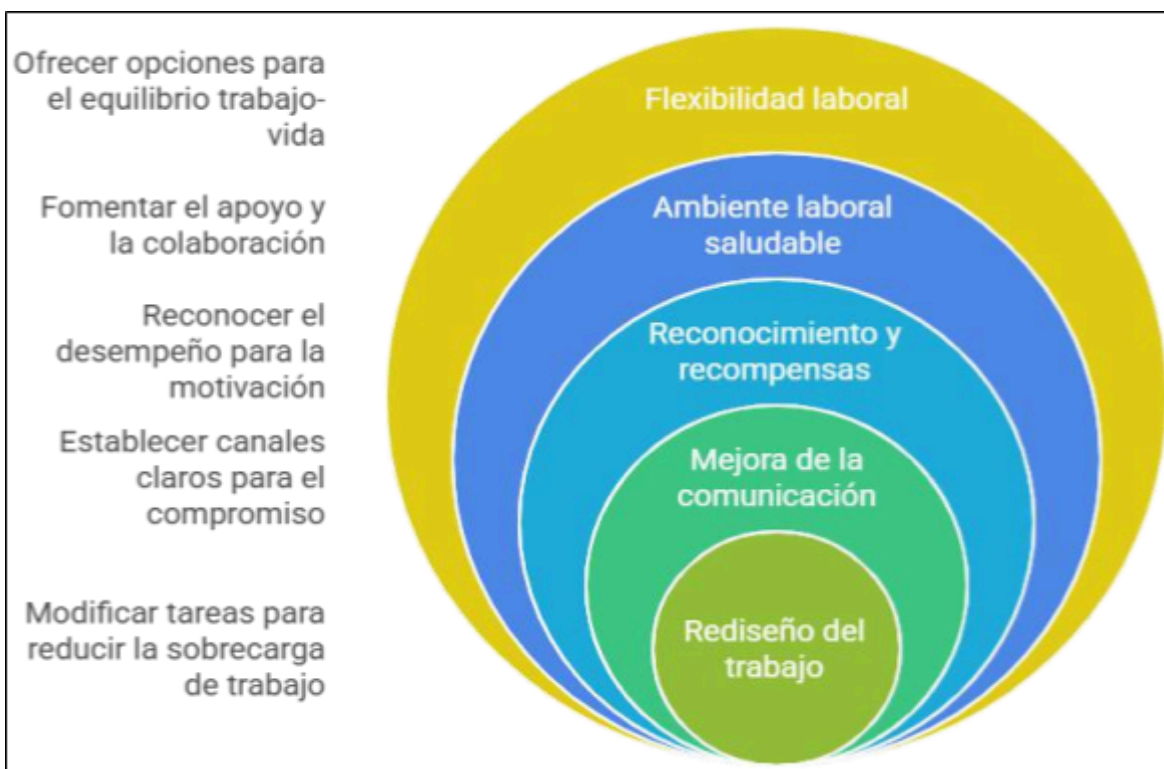 Ofrecer opciones para
el equilibrio trabajo-
vida
Flexibilidad laboral
Fomentar el apoyo y
la colaboración
Ambiente laboral
saludable
Reconocer el
desempeño para la
motivación
Reconocimiento y
recompensas
Establecer canales
claros para el
compromiso
Mejora de la
comunicación
Modificar tareas para
reducir la sobrecarga
de trabajo
Rediseño del
trabajo